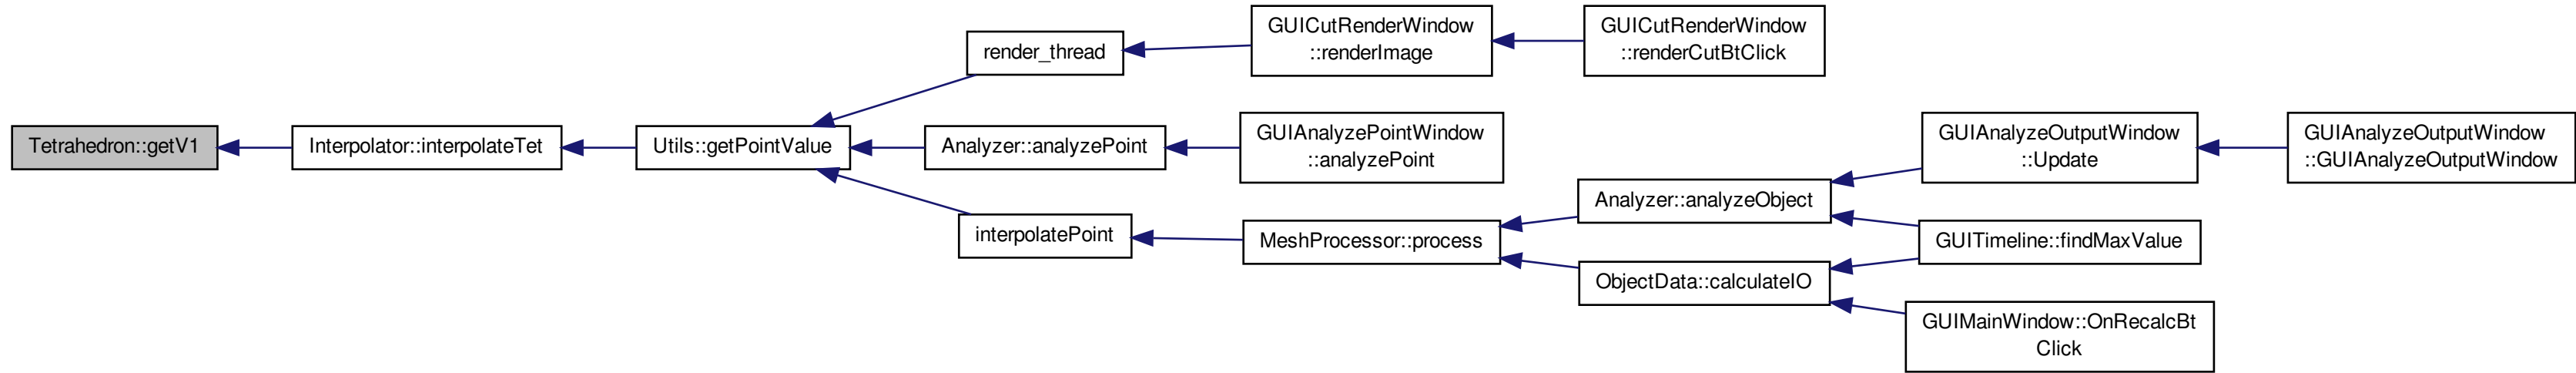 Tetrahedron::getV1
Interpolator::interpolateTet
Utils::getPointValue
render_thread
GUICutRenderWindow
::renderImage
GUICutRenderWindow
::renderCutBtClick
Analyzer::analyzePoint
GUIAnalyzePointWindow
::analyzePoint
interpolatePoint
MeshProcessor::process
Analyzer::analyzeObject
GUIAnalyzeOutputWindow
::Update
GUIAnalyzeOutputWindow
::GUIAnalyzeOutputWindow
GUITimeline::findMaxValue
ObjectData::calculateIO
GUIMainWindow::OnRecalcBt
Click